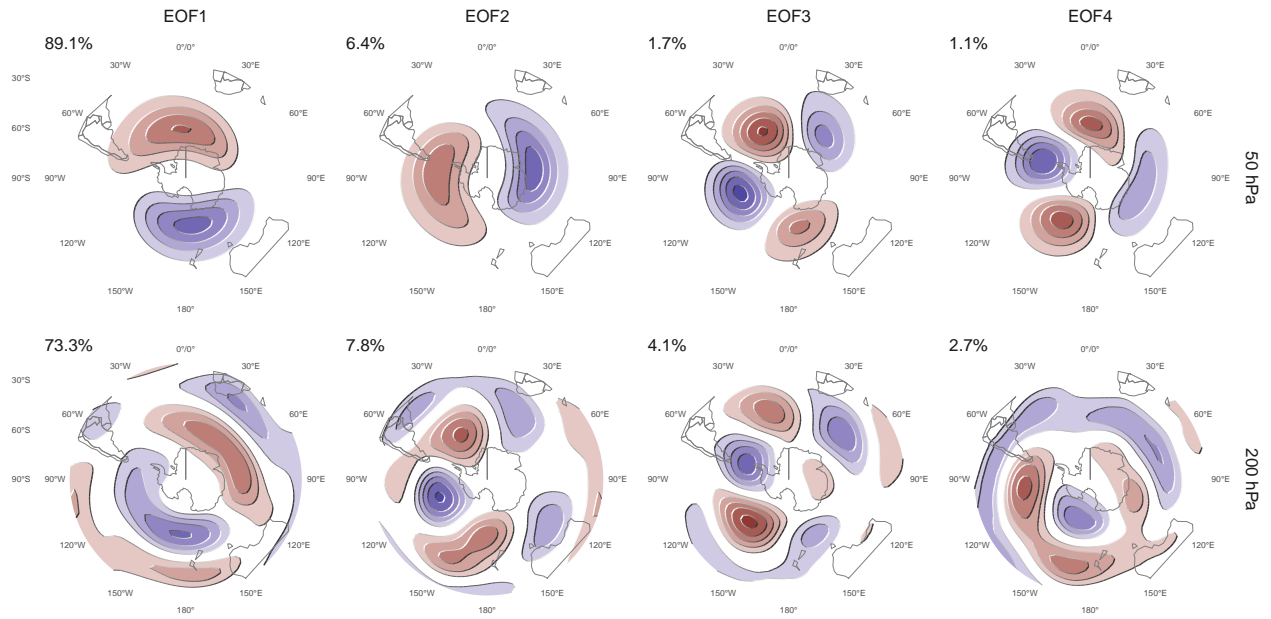 EOF1 EOF2 EOF3 EOF4
89.1% 0°/0° 6.4% 0°/0° 1.7% 0°/0° 1.1% 0°/0°
30°W 30°E 30°W 30°E 30°W 30°E 30°W 30°E
30°S
60°W 60°E 60°W 60°E 60°W 60°E 60°W 60°E
60°S
90°S 90°W 90°E 90°W 90°E 90°W 90°E 90°W 90°E
50 hPa
120°W 120°E 120°W 120°E 120°W 120°E 120°W 120°E
150°W 150°E 150°W 150°E 150°W 150°E 150°W 150°E
180° 180° 180° 180°
73.3% 0°/0° 7.8% 0°/0° 4.1% 0°/0° 2.7% 0°/0°
30°W 30°E 30°W 30°E 30°W 30°E 30°W 30°E
30°S
60°W 60°E 60°W 60°E 60°W 60°E 60°W 60°E
60°S
90°S 90°W 90°E 90°W 90°E 90°W 90°E 90°W 90°E
200 hPa
120°W 120°E 120°W 120°E 120°W 120°E 120°W 120°E
150°W 150°E 150°W 150°E 150°W 150°E 150°W 150°E
180° 180° 180° 180°